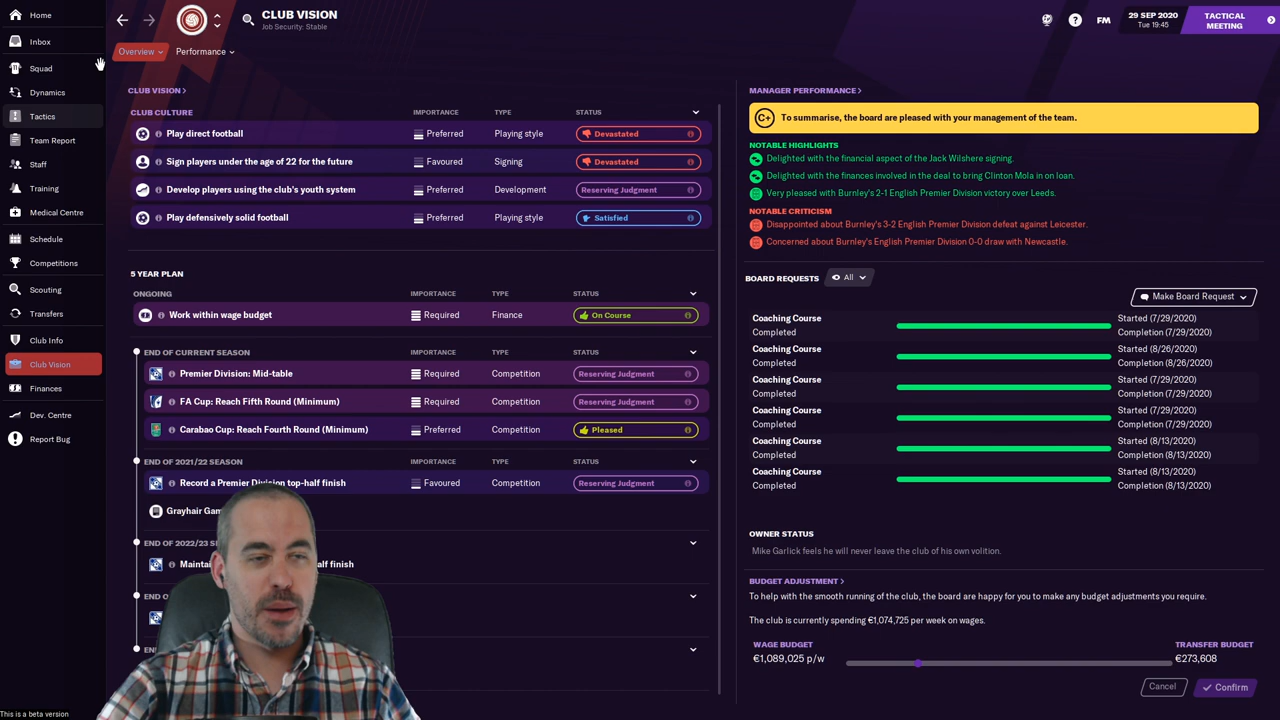 Home
Inbox
Squad
Dynamics
Tactics
Team Report
Staff
Training
Medical Centre
Schedule
Competitions
Scouting
Transfers
Club Info
Club Vision
Finances
Dev. Centre
Report Bug
This is a beta version
CLUB VISION
Job Security: Stable
FM
29 SEP 2020
Tue 19:45
TACTICAL
MEETING
Overview
Performance
CLUB VISION
CLUB CULTURE IMPORTANCE TYPE STATUS
Play direct football Preferred Playing style Devastated
Sign players under the age of 22 for the future Favoured Signing Devastated
Develop players using the club's youth system Preferred Development Reserving Judgment
Play defensively solid football Preferred Playing style Satisfied
5 YEAR PLAN
ONGOING IMPORTANCE TYPE STATUS
Work within wage budget Required Finance On Course
END OF CURRENT SEASON IMPORTANCE TYPE STATUS
Premier Division: Mid-table Required Competition Reserving Judgment
FA Cup: Reach Fifth Round (Minimum) Required Competition Reserving Judgment
Carabao Cup: Reach Fourth Round (Minimum) Preferred Competition Pleased
END OF 2021/22 SEASON IMPORTANCE TYPE STATUS
Record a Premier Division top-half finish Favoured Competition Reserving Judgment
Grayhair Gam
END OF 2022/23 S
Maintai half finish
END O
EN
MANAGER PERFORMANCE
C+ To summarise, the board are pleased with your management of the team.
NOTABLE HIGHLIGHTS
Delighted with the financial aspect of the Jack Wilshere signing.
Delighted with the finances involved in the deal to bring Clinton Mola in on loan.
Very pleased with Burnley's 2-1 English Premier Division victory over Leeds.
NOTABLE CRITICISM
Disappointed about Burnley's 3-2 English Premier Division defeat against Leicester.
Concerned about Burnley's English Premier Division 0-0 draw with Newcastle.
BOARD REQUESTS All
Make Board Request
Coaching Course Started (7/29/2020)
Completed Completion (7/29/2020)
Coaching Course Started (8/26/2020)
Completed Completion (8/26/2020)
Coaching Course Started (7/29/2020)
Completed Completion (7/29/2020)
Coaching Course Started (7/29/2020)
Completed Completion (7/29/2020)
Coaching Course Started (8/13/2020)
Completed Completion (8/13/2020)
Coaching Course Started (8/13/2020)
Completed Completion (8/13/2020)
OWNER STATUS
Mike Garlick feels he will never leave the club of his own volition.
BUDGET ADJUSTMENT
To help with the smooth running of the club, the board are happy for you to make any budget adjustments you require.
The club is currently spending €1,074,725 per week on wages.
WAGE BUDGET TRANSFER BUDGET
€1,089,025 p/w €273,608
Cancel Confirm